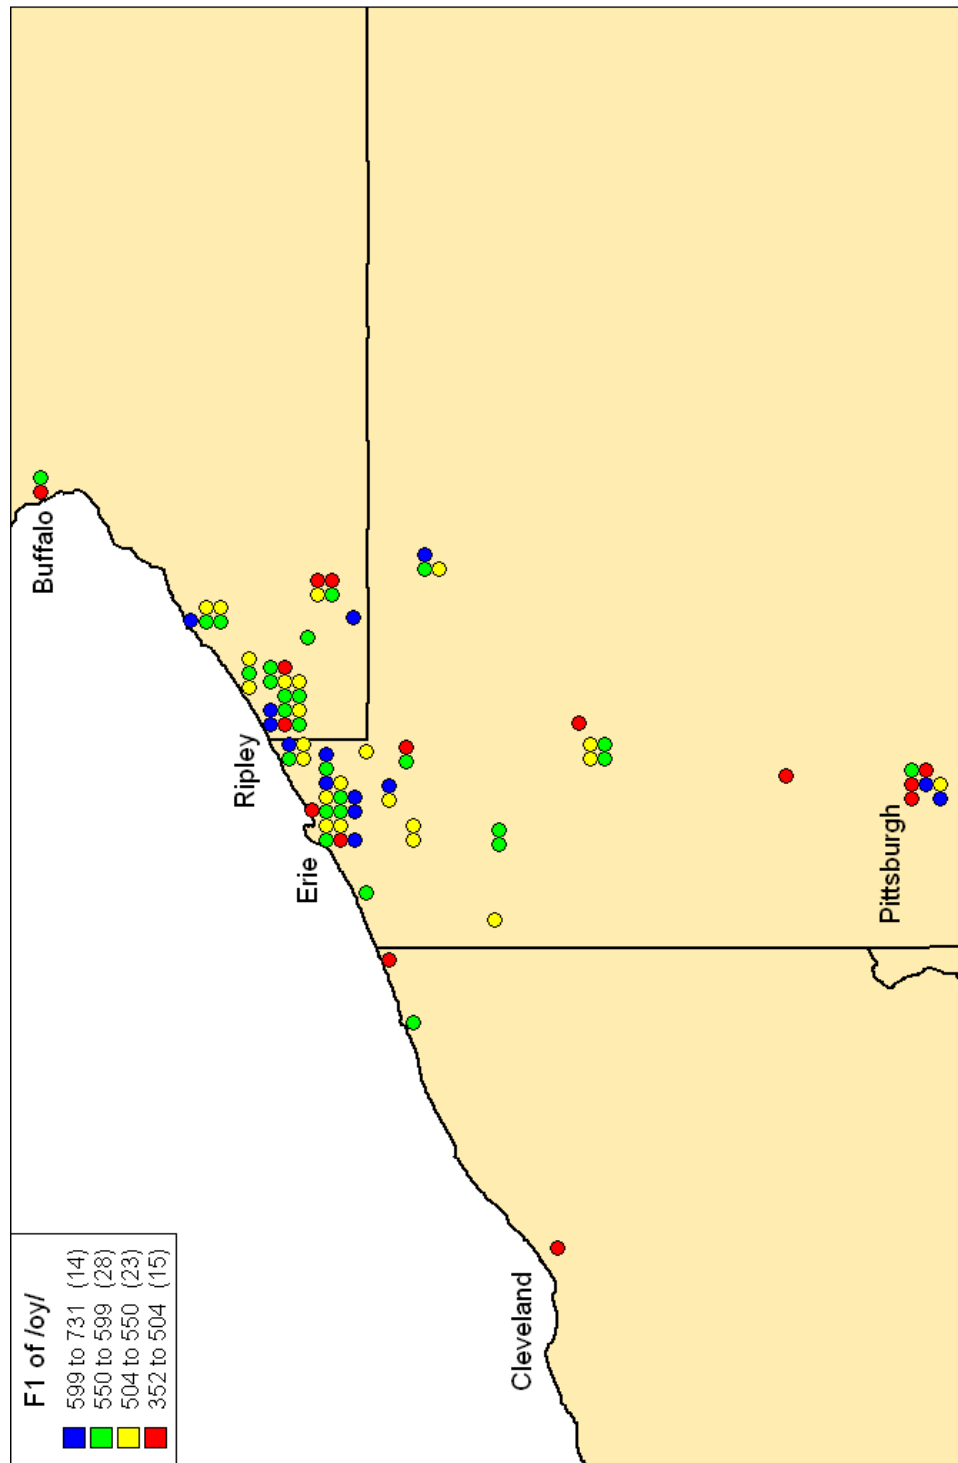 F1 of /oy/
599 to 731 (14)
550 to 599 (28)
504 to 550 (23)
352 to 504 (15)
Buffalo
Ripley
Erie
Cleveland
Pittsburgh